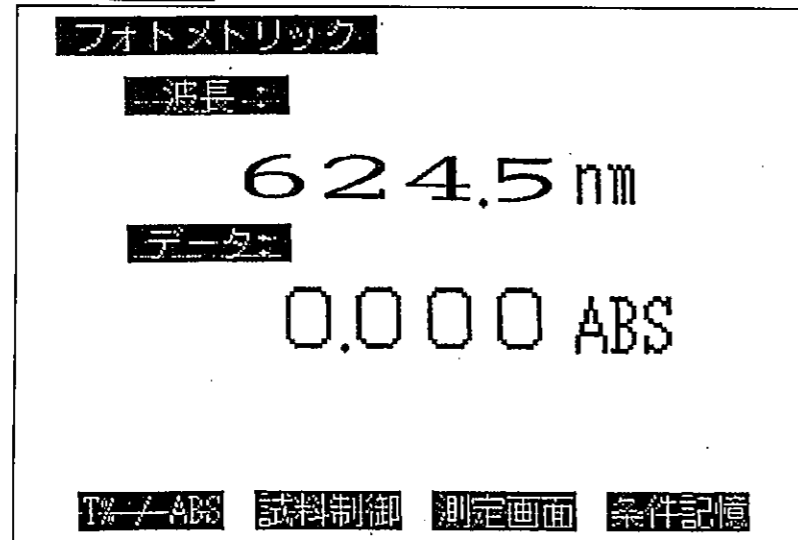 フォトメトリック
波長:
624.5 nm
データ:
0.000 ABS
T% / ABS 試料制御 測定画面 条件記憶